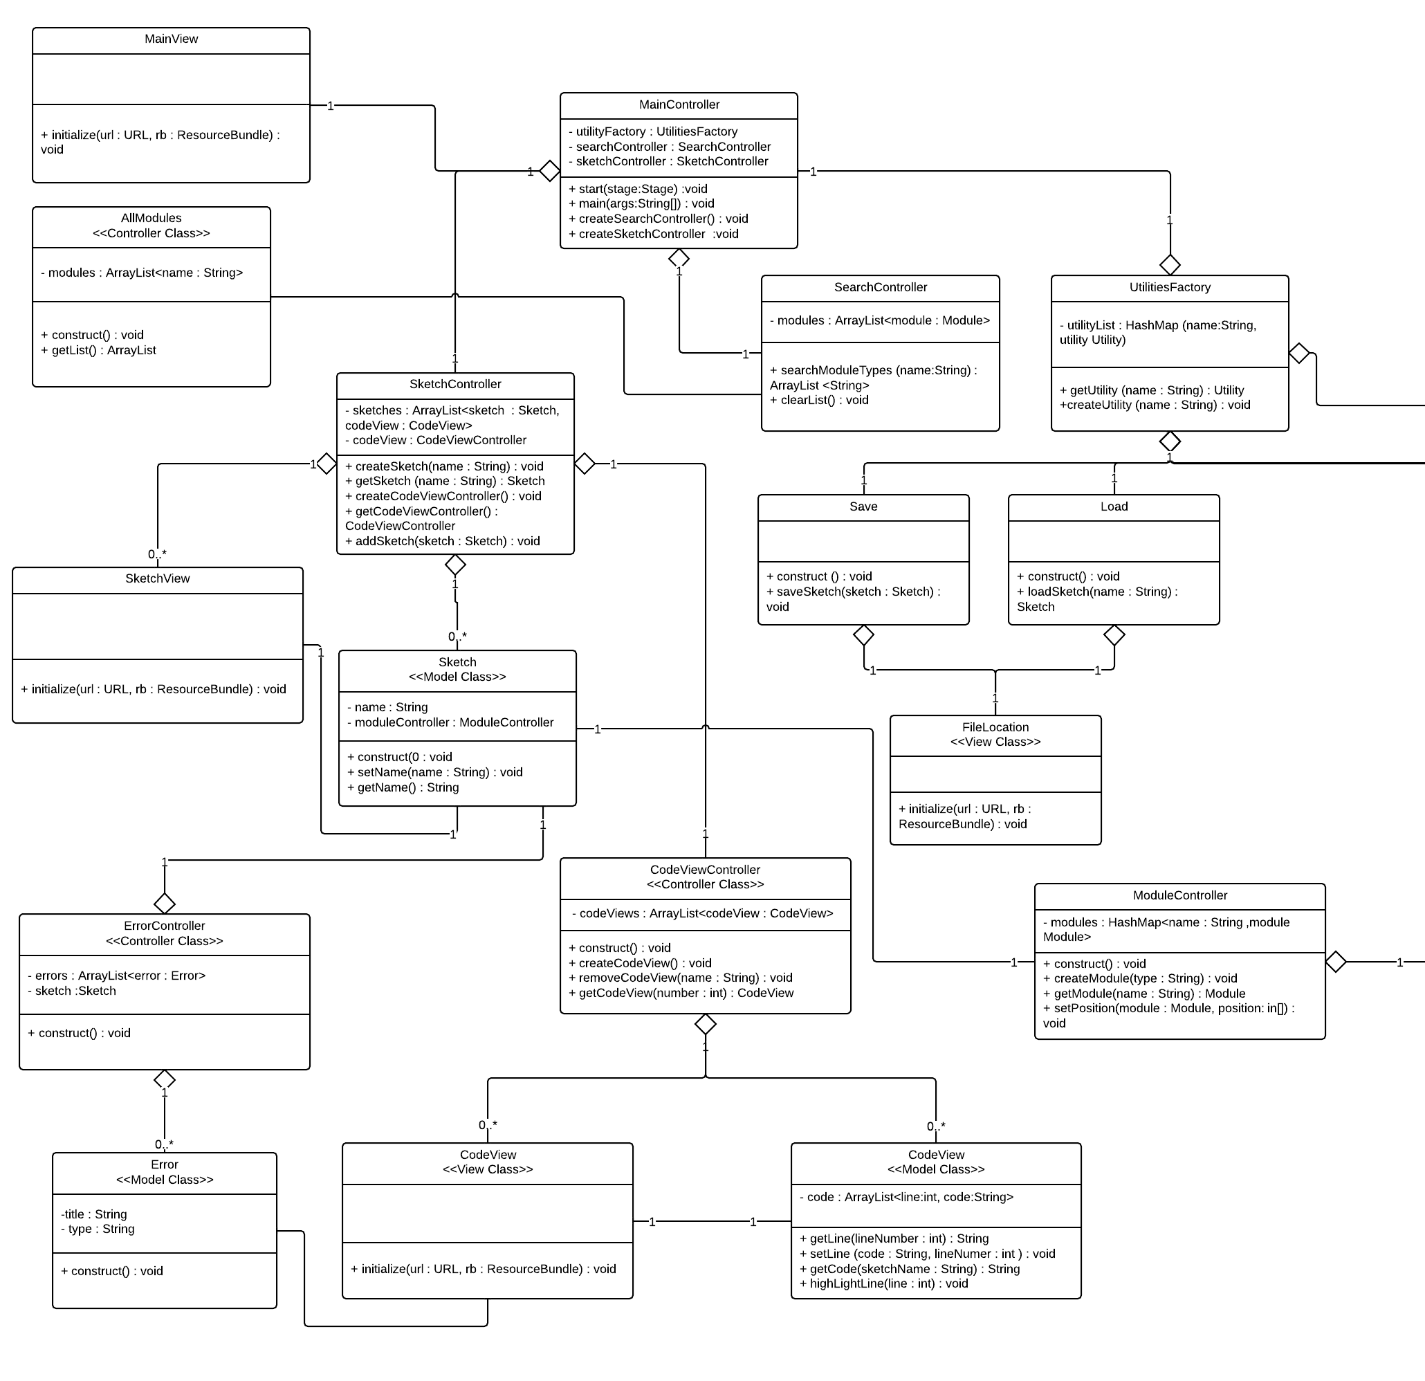 MainView
+ initialize(url : URL, rb : ResourceBundle) :
void
1
MainController
- utilityFactory : UtilitiesFactory
- searchController : SearchController
- sketchController : SketchController
+ start(stage:Stage) :void
+ main(args:String[]) : void
+ createSearchController() : void
+ createSketchController  :void
1
1
1
1
AllModules
<<Controller Class>>
- modules : ArrayList<name : String>
+ construct() : void
+ getList() : ArrayList
SearchController
- modules : ArrayList<module : Module>
+ searchModuleTypes (name:String) :
ArrayList <String>
+ clearList() : void
1
UtilitiesFactory
- utilityList : HashMap (name:String,
utility Utility)
+ getUtility (name : String) : Utility
+createUtility (name : String) : void
1
1
SketchController
- sketches : ArrayList<sketch  : Sketch,
codeView : CodeView>
- codeView : CodeViewController
+ createSketch(name : String) : void
+ getSketch (name : String) : Sketch
+ createCodeViewController() : void
+ getCodeViewController() :
CodeViewController
+ addSketch(sketch : Sketch) : void
1
1
1
1
1
Save
+ construct () : void
+ saveSketch(sketch : Sketch) :
void
Load
+ construct() : void
+ loadSketch(name : String) :
Sketch
0..*
SketchView
+ initialize(url : URL, rb : ResourceBundle) : void
1
0..*
Sketch
<<Model Class>>
- name : String
- moduleController : ModuleController
+ construct(0 : void
+ setName(name : String) : void
+ getName() : String
1
1
1
1
1
1
FileLocation
<<View Class>>
+ initialize(url : URL, rb :
ResourceBundle) : void
1
1
ErrorController
<<Controller Class>>
- errors : ArrayList<error : Error>
- sketch :Sketch
+ construct() : void
1
CodeViewController
<<Controller Class>>
- codeViews : ArrayList<codeView : CodeView>
+ construct() : void
+ createCodeView() : void
+ removeCodeView(name : String) : void
+ getCodeView(number : int) : CodeView
1
ModuleController
- modules : HashMap<name : String ,module
Module>
+ construct() : void
+ createModule(type : String) : void
+ getModule(name : String) : Module
+ setPosition(module : Module, position: in[]) :
void
1
1
0..*
Error
<<Model Class>>
-title : String
- type : String
+ construct() : void
0..*
CodeView
<<View Class>>
+ initialize(url : URL, rb : ResourceBundle) : void
1
1
0..*
CodeView
<<Model Class>>
- code : ArrayList<line:int, code:String>
+ getLine(lineNumber : int) : String
+ setLine (code : String, lineNumer : int ) : void
+ getCode(sketchName : String) : String
+ highLightLine(line : int) : void